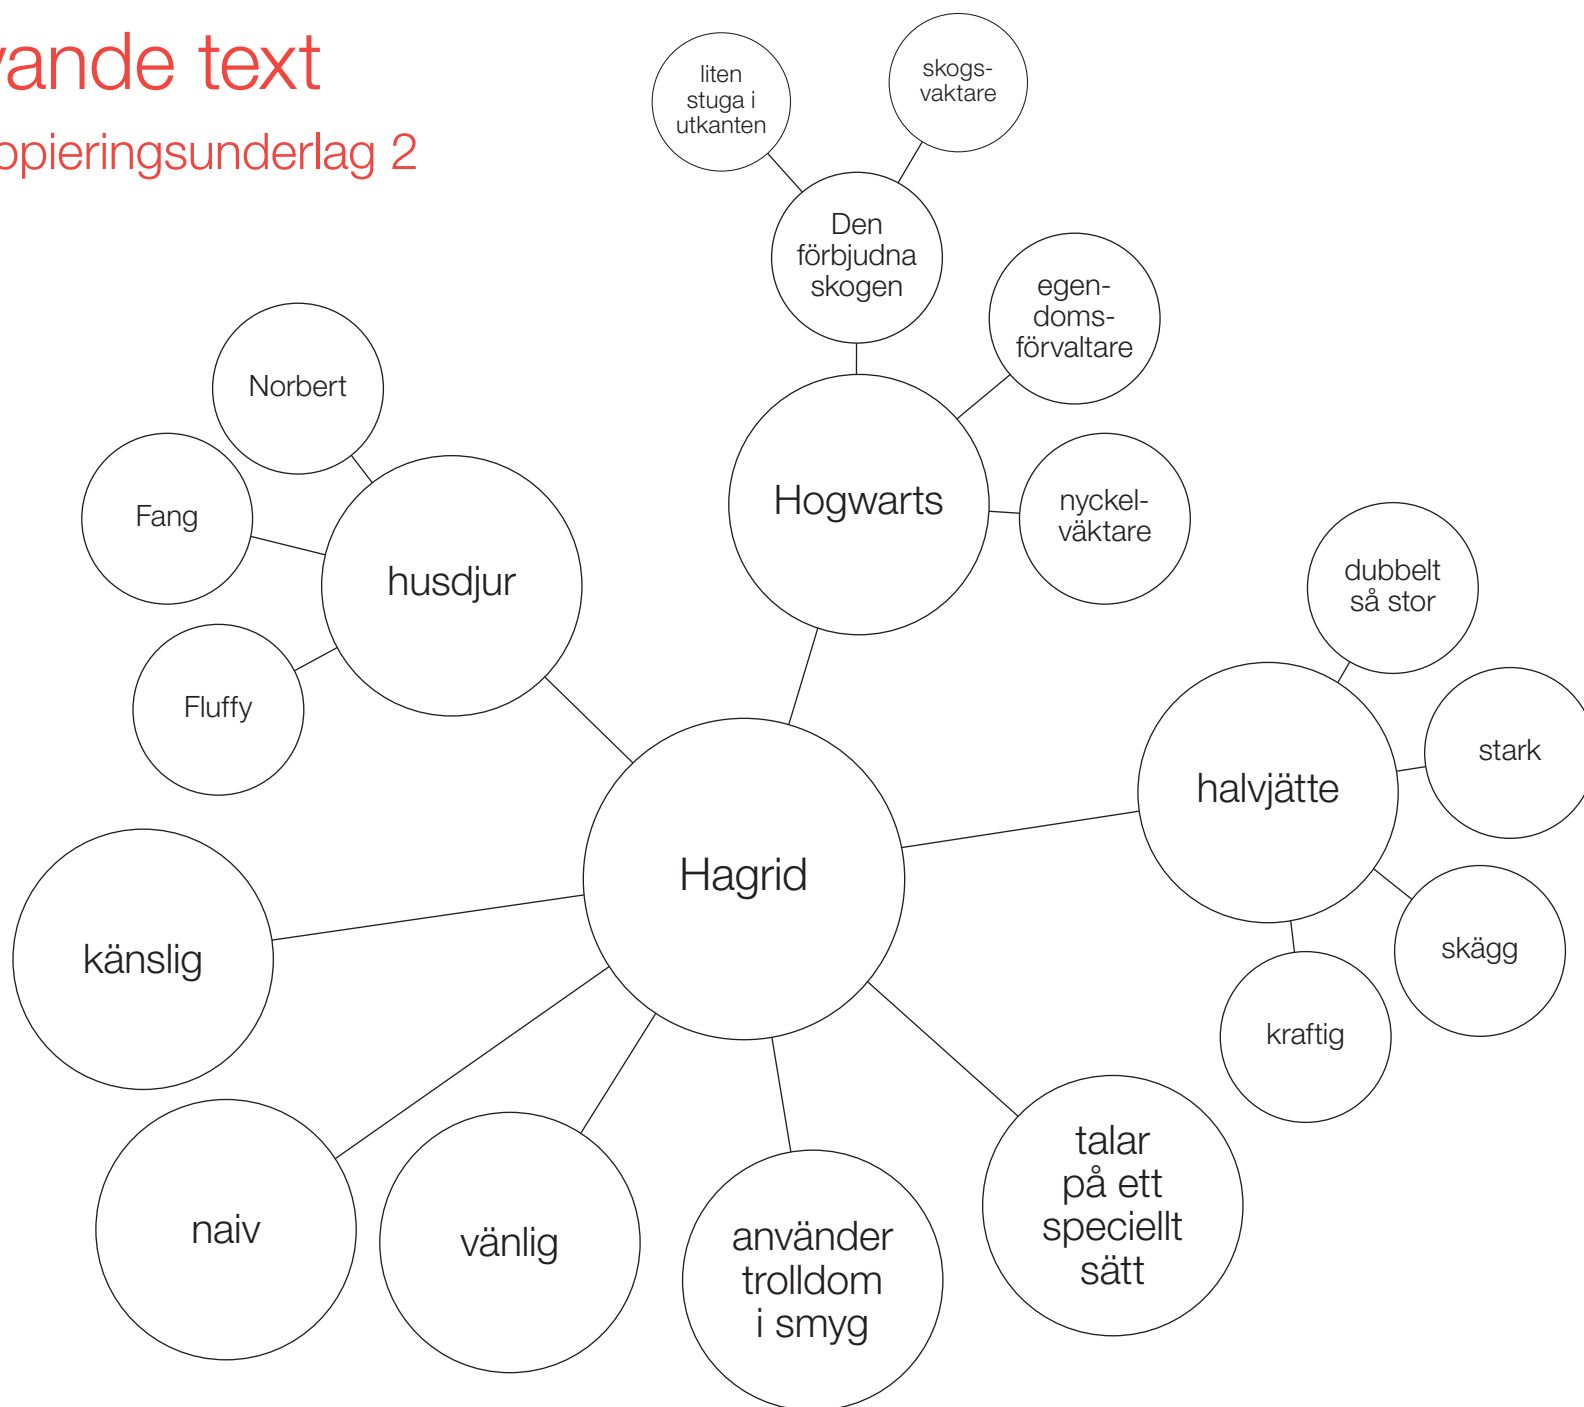 vande text
opieringsunderlag 2
liten
stuga i
utkanten
skogs-
vaktare
Den
förbjudna
skogen
egen-
doms-
förvaltare
Norbert
Fang
Hogwarts
nyckel-
väktare
husdjur
dubbelt
så stor
Fluffy
stark
halvjätte
Hagrid
känslig
skägg
kraftig
talar
på ett
speciellt
sätt
naiv
vänlig
använder
trolldom
i smyg